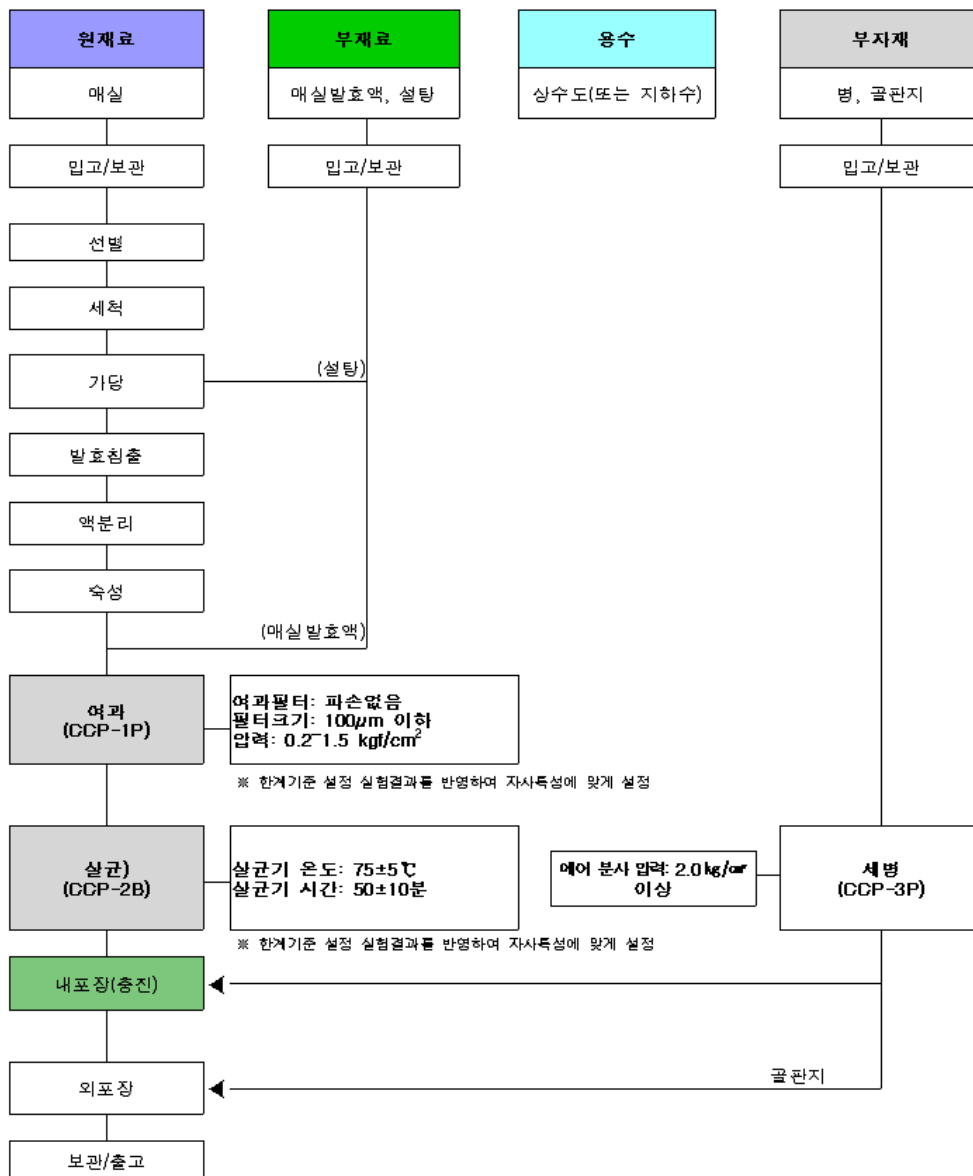 원재료
부재료
용수
부자재
매실
매실발효액, 설탕
상수도(또는 지하수)
병, 골판지
입고/보관
입고/보관
입고/보관
선별
세척
(설탕)
가당
발효침출
액분리
숙성
(매실발효액)
여과
(CCP-1P)
여과필터: 파손없음
필터크기: 100μm 이하
압력: 0.2~1.5 kgf/cm²
※ 한계기준 설정 실험결과를 반영하여 자사특성에 맞게 설정
살균)
(CCP-2B)
살균기 온도: 75±5℃
살균기 시간: 50±10분
에어 분사 압력: 2.0㎏/㎠
이상
세병
(CCP-3P)
※ 한계기준 설정 실험결과를 반영하여 자사특성에 맞게 설정
내포장(충진)
골판지
외포장
보관/출고